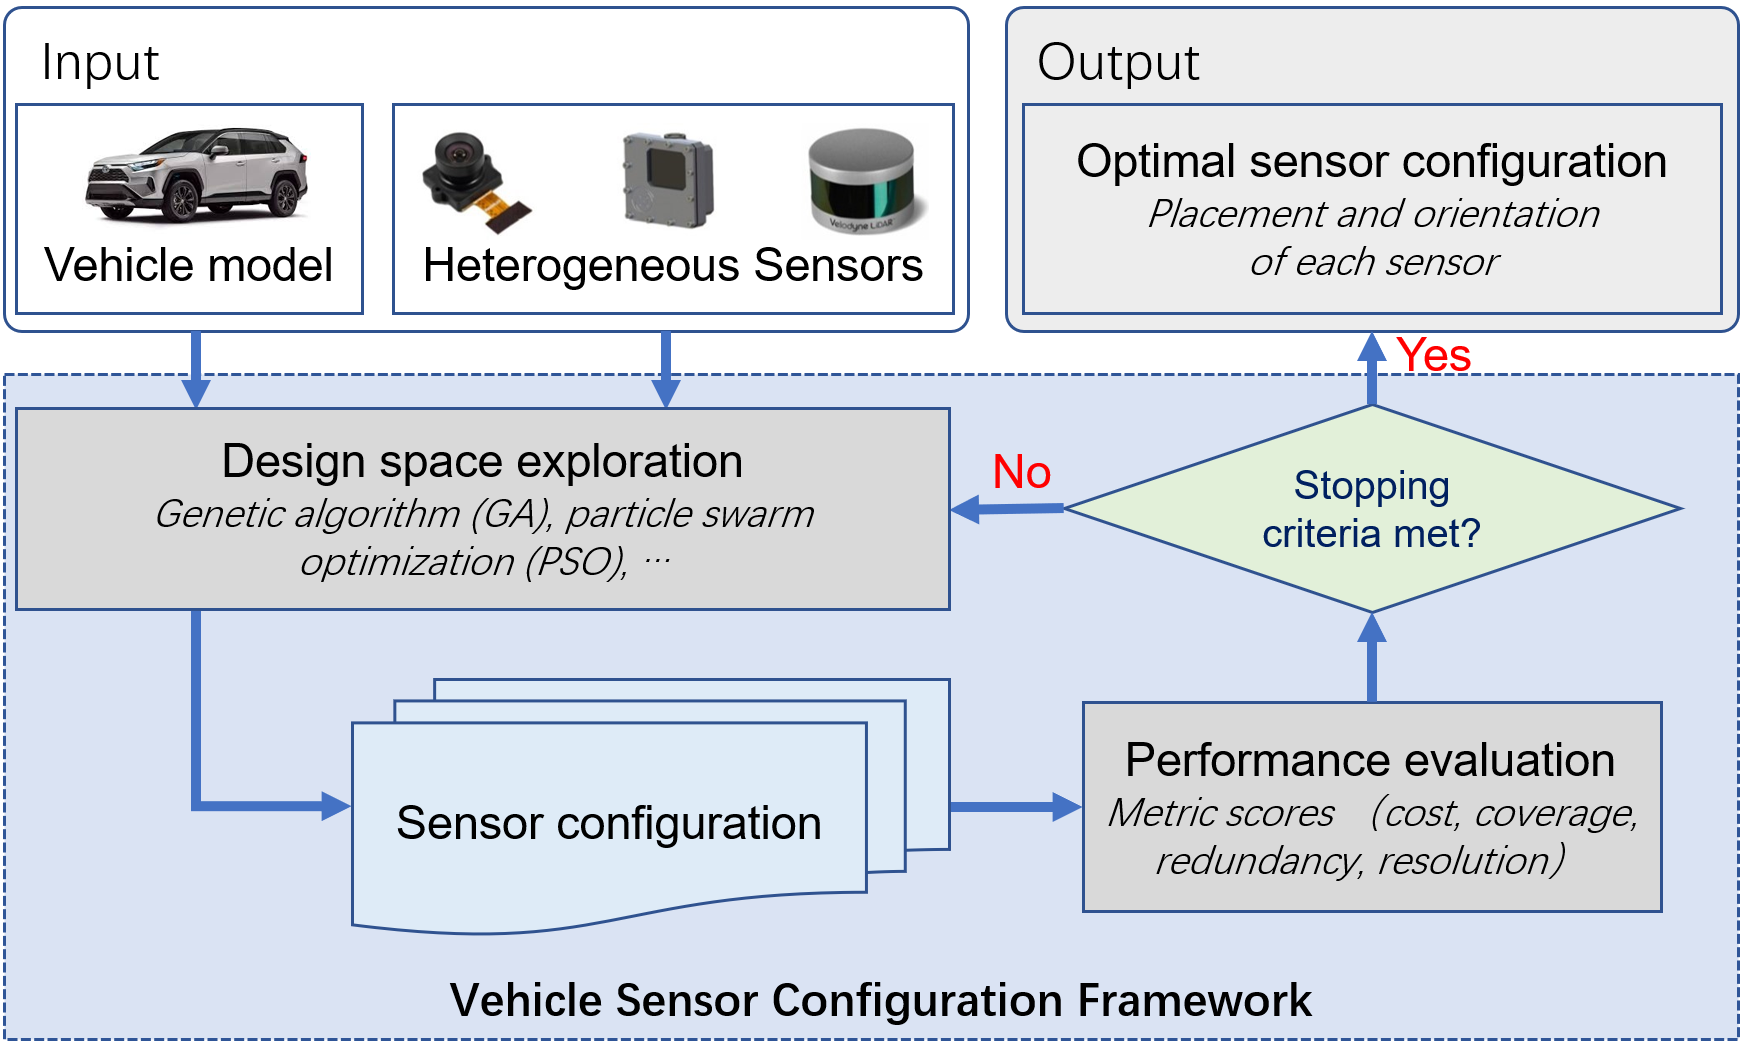 Input
Vehicle model
Velodyne LiDAR
Heterogeneous Sensors
Output
Optimal sensor configuration
Placement and orientation
of each sensor
Yes
Design space exploration
Genetic algorithm (GA), particle swarm
optimization (PSO), ···
No
Stopping
criteria met?
Sensor configuration
Performance evaluation
Metric scores （cost, coverage,
redundancy, resolution）
Vehicle Sensor Configuration Framework